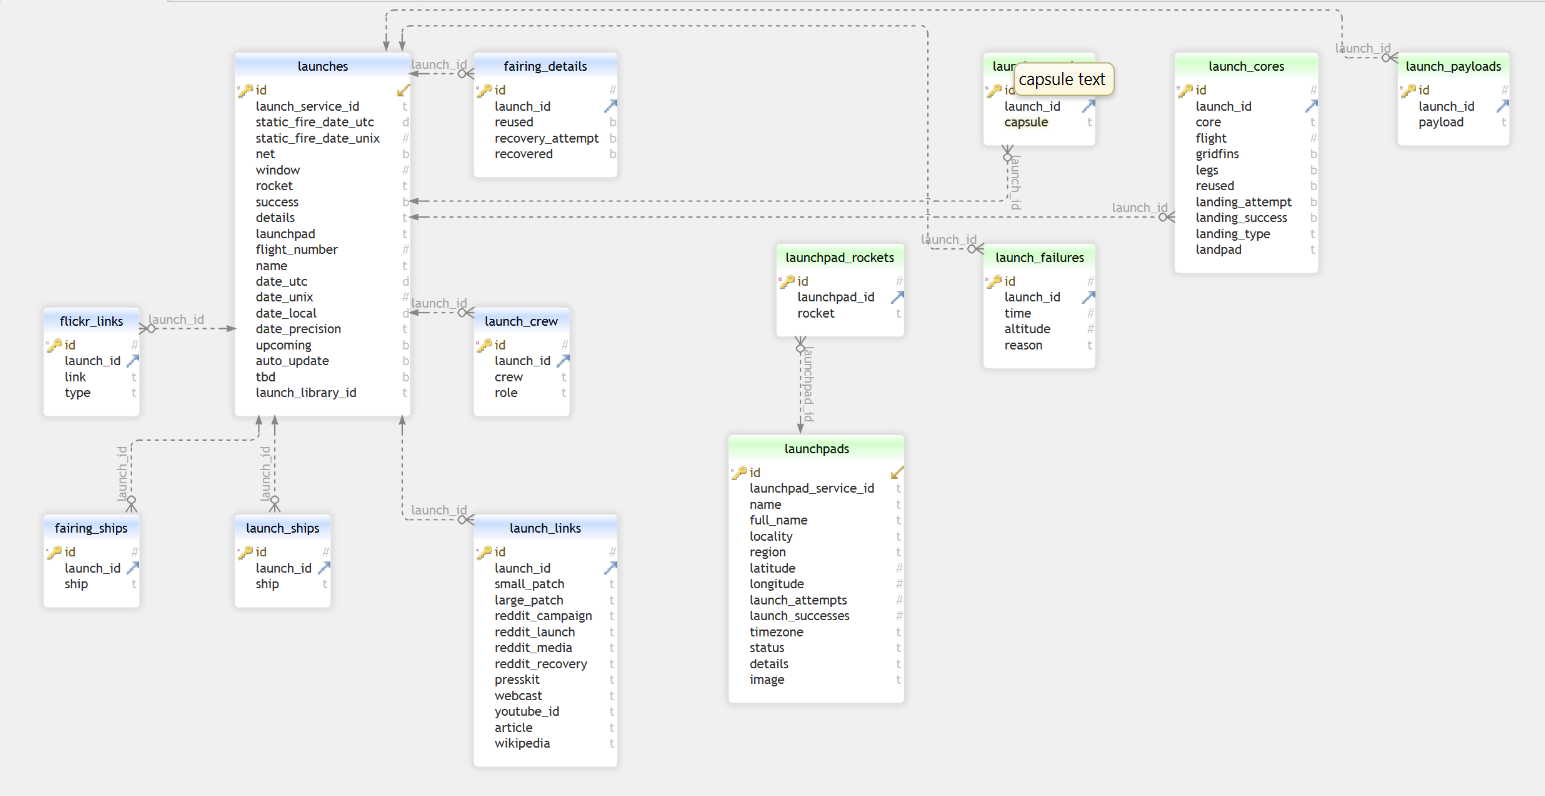 launches
id
launch_service_id t
static_fire_date_utc d
static_fire_date_unix #
net b
window #
rocket t
success b
details t
launchpad t
flight_number #
name t
date_utc d
date_unix #
date_local d
date_precision t
upcoming b
auto_update b
tbd b
launch_library_id t
launch_id
fairing_details
id #
launch_id
reused b
recovery_attempt b
recovered b
capsule text
id
launch_id
capsule t
launch_id
launch_cores
id #
launch_id
core t
flight #
gridfins b
legs b
reused b
landing_attempt b
landing_success b
landing_type t
landpad t
launch_id
launch_id
launch_payloads
id #
launch_id
payload t
launchpad_rockets
id #
launchpad_id
rocket t
launchpad_id
launch_id
launch_failures
id #
launch_id
time #
altitude #
reason t
flickr_links
id #
launch_id
link t
type t
launch_id
launch_id
launch_crew
id #
launch_id
crew t
role t
launchpads
id
launchpad_service_id t
name t
full_name t
locality t
region t
latitude #
longitude #
launch_attempts #
launch_successes #
timezone t
status t
details t
image t
launch_id
fairing_ships
id #
launch_id
ship t
launch_id
launch_ships
id #
launch_id
ship t
launch_id
launch_links
id #
launch_id
small_patch t
large_patch t
reddit_campaign t
reddit_launch t
reddit_media t
reddit_recovery t
presskit t
webcast t
youtube_id t
article t
wikipedia t